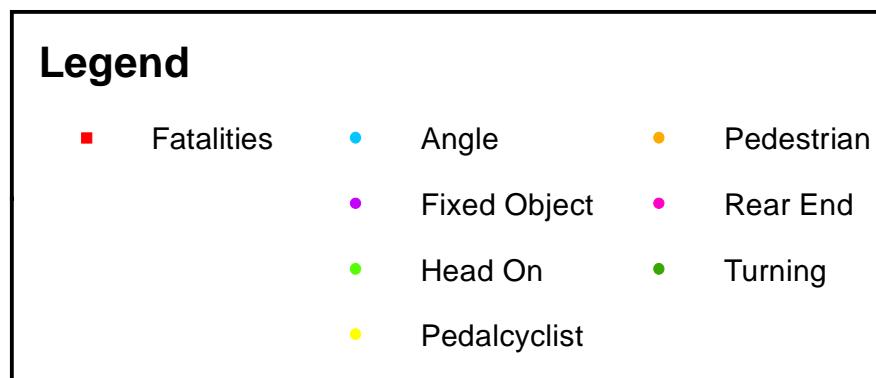 Legend
Fatalities Angle Pedestrian
Fixed Object Rear End
Head On Turning
Pedalcyclist